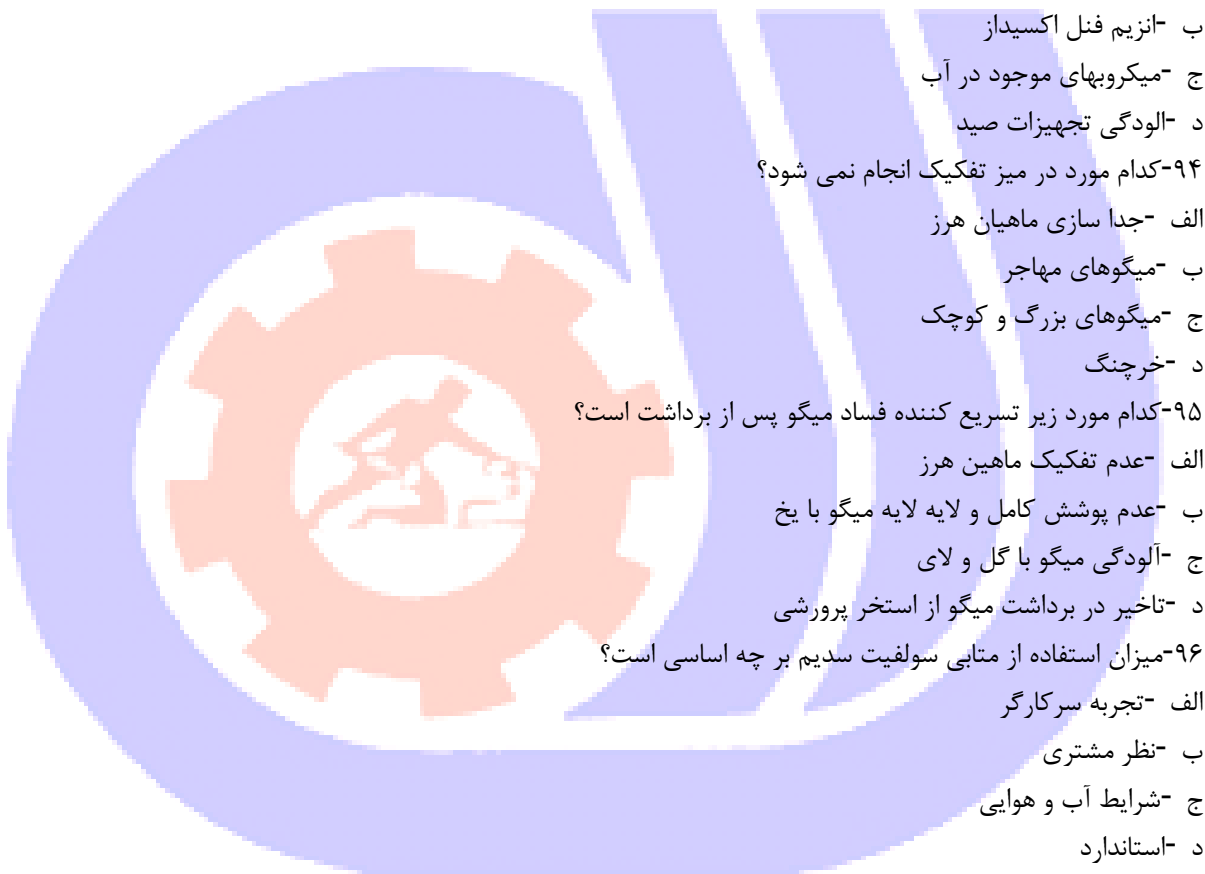 ب -انزیم فنل اکسیداز
ج -میکروبهای موجود در آب
د -الودگی تجهیزات صید
۹۴-کدام مورد در میز تفکیک انجام نمی شود؟
الف -جدا سازی ماهیان هرز
ب -میگوهای مهاجر
ج -میگوهای بزرگ و کوچک
د -خرچنگ
۹۵-کدام مورد زیر تسریع کننده فساد میگو پس از برداشت است؟
الف -عدم تفکیک ماهین هرز
ب -عدم پوشش کامل و لایه لایه میگو با یخ
ج -آلودگی میگو با گل و لای
د -تاخیر در برداشت میگو از استخر پرورشی
۹۶-میزان استفاده از متابی سولفیت سدیم بر چه اساسی است؟
الف -تجربه سرکارگر
ب -نظر مشتری
ج -شرایط آب و هوایی
د -استاندارد